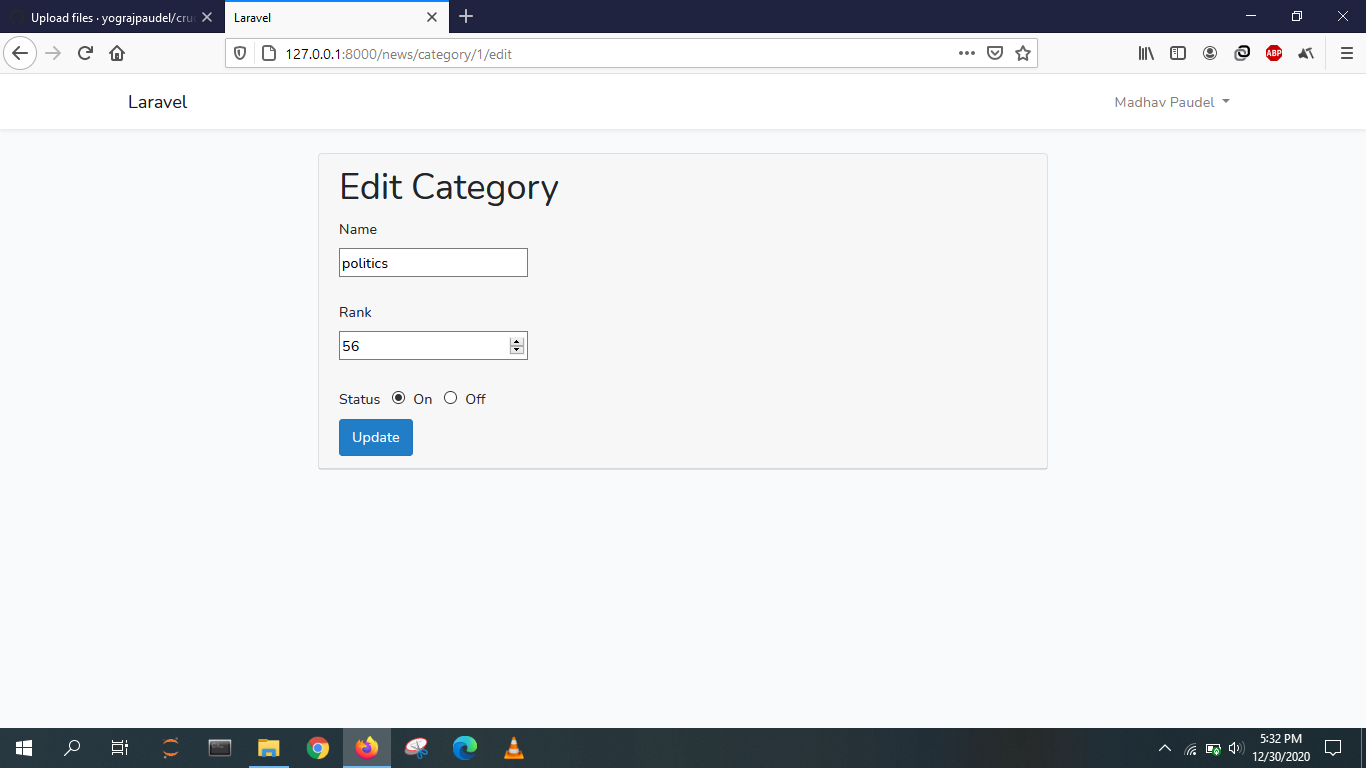 Upload files · yograjpaudel/cru
Laravel
127.0.0.1:8000/news/category/1/edit
ABP
Laravel
Madhav Paudel
Edit Category
Name
politics
Rank
56
Status On Off
Update
5:32 PM
12/30/2020